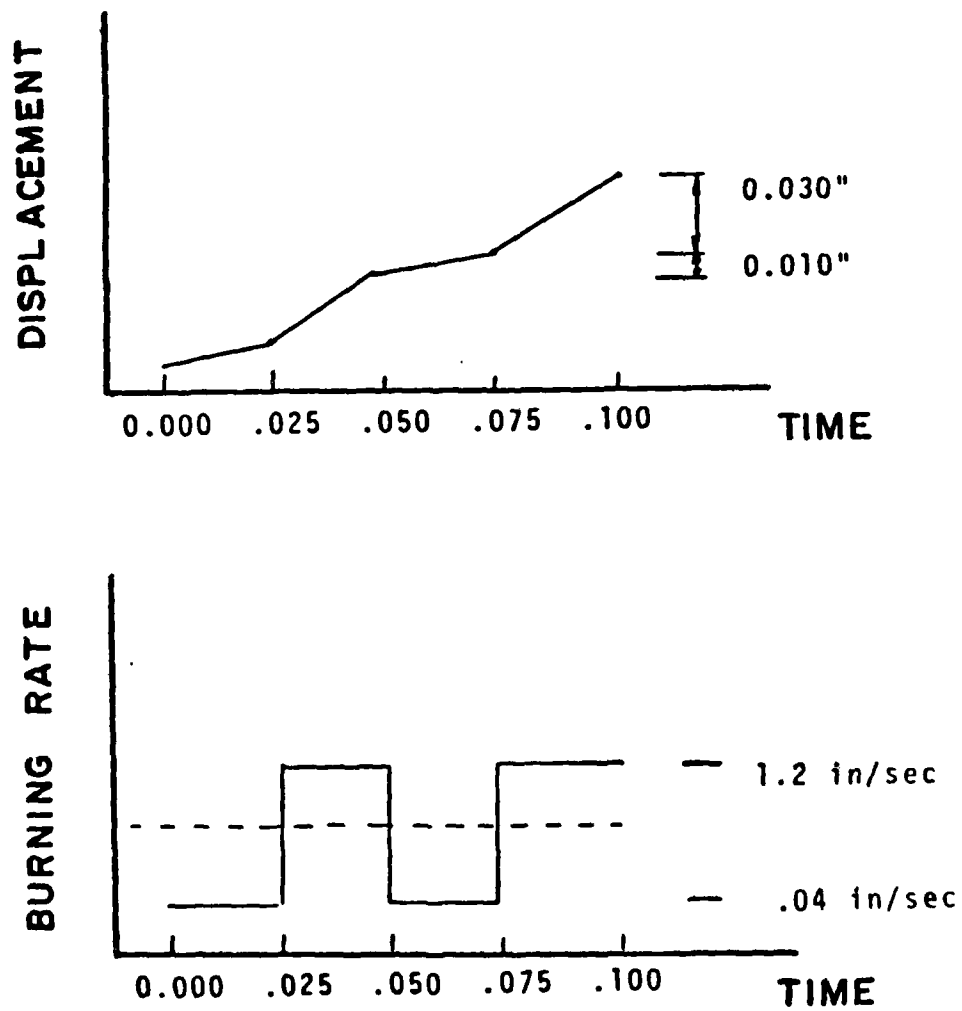 DISPLACEMENT
0.030"
0.010"
0.000 .025 .050 .075 .100
TIME
BURNING RATE
1.2 in/sec
.04 in/sec
0.000 .025 .050 .075 .100
TIME